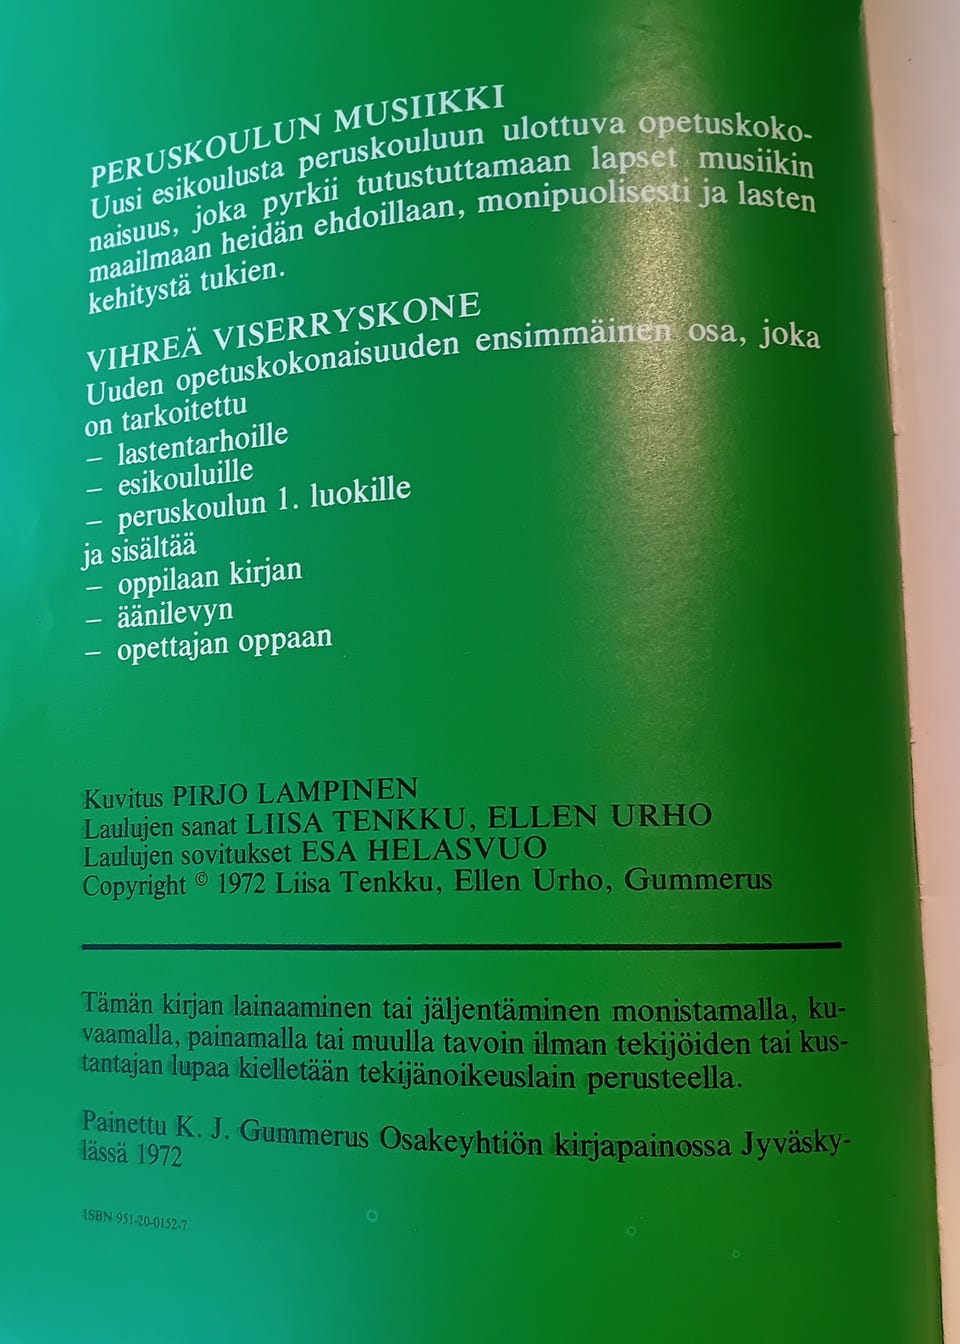 PERUSKOULUN MUSIIKKI
Uusi esikoulusta peruskouluun ulottuva opetuskoko-
naisuus, joka pyrkii tutustuttamaan lapset musiikin
maailmaan heidän ehdoillaan, monipuolisesti ja lasten
kehitystä tukien.
VIHREÄ VISERRYSKONE
Uuden opetuskokonaisuuden ensimmäinen osa, joka
on tarkoitettu
– lastentarhoille
– esikouluille
– peruskoulun 1. luokille
ja sisältää
– oppilaan kirjan
– äänilevyn
– opettajan oppaan
Kuvitus PIRJO LAMPINEN
Laulujen sanat LIISA TENKKU, ELLEN URHO
Laulujen sovitukset ESA HELASVUO
Copyright © 1972 Liisa Tenkku, Ellen Urho, Gummerus
Tämän kirjan lainaaminen tai jäljentäminen monistamalla, ku-
vaamalla, painamalla tai muulla tavoin ilman tekijöiden tai kus-
tantajan lupaa kielletään tekijänoikeuslain perusteella.
Painettu K. J. Gummerus Osakeyhtiön kirjapainossa Jyväsky-
lässä 1972
ISBN 951-20-0152-7